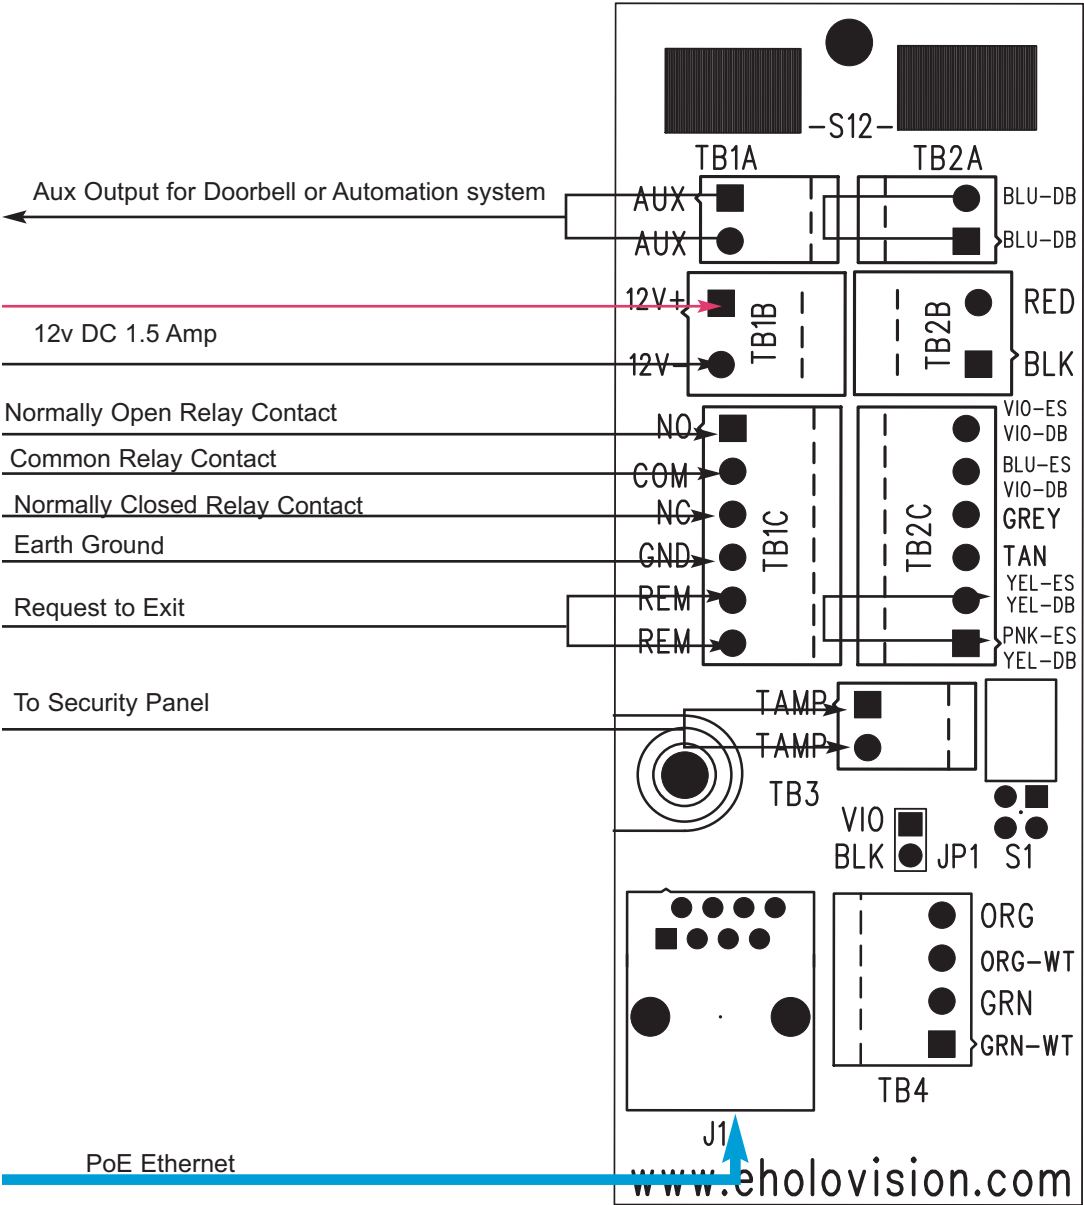 -S12-
TB1A
TB2A
Aux Output for Doorbell or Automation system
AUX
BLU-DB
AUX
BLU-DB
12V+
TB1B
TB2B
RED
12v DC 1.5 Amp
12V-
BLK
Normally Open Relay Contact
NO
VIO-ES
VIO-DB
Common Relay Contact
COM
BLU-ES
VIO-DB
Normally Closed Relay Contact
NC
TB1C
TB2C
GREY
Earth Ground
GND
TAN
YEL-ES
Request to Exit
REM
YEL-DB
REM
PNK-ES
YEL-DB
To Security Panel
TAMP
TAMP
TB3
VIO
BLK
JP1
S1
ORG
ORG-WT
GRN
GRN-WT
TB4
J1
PoE Ethernet
www.eholovision.com